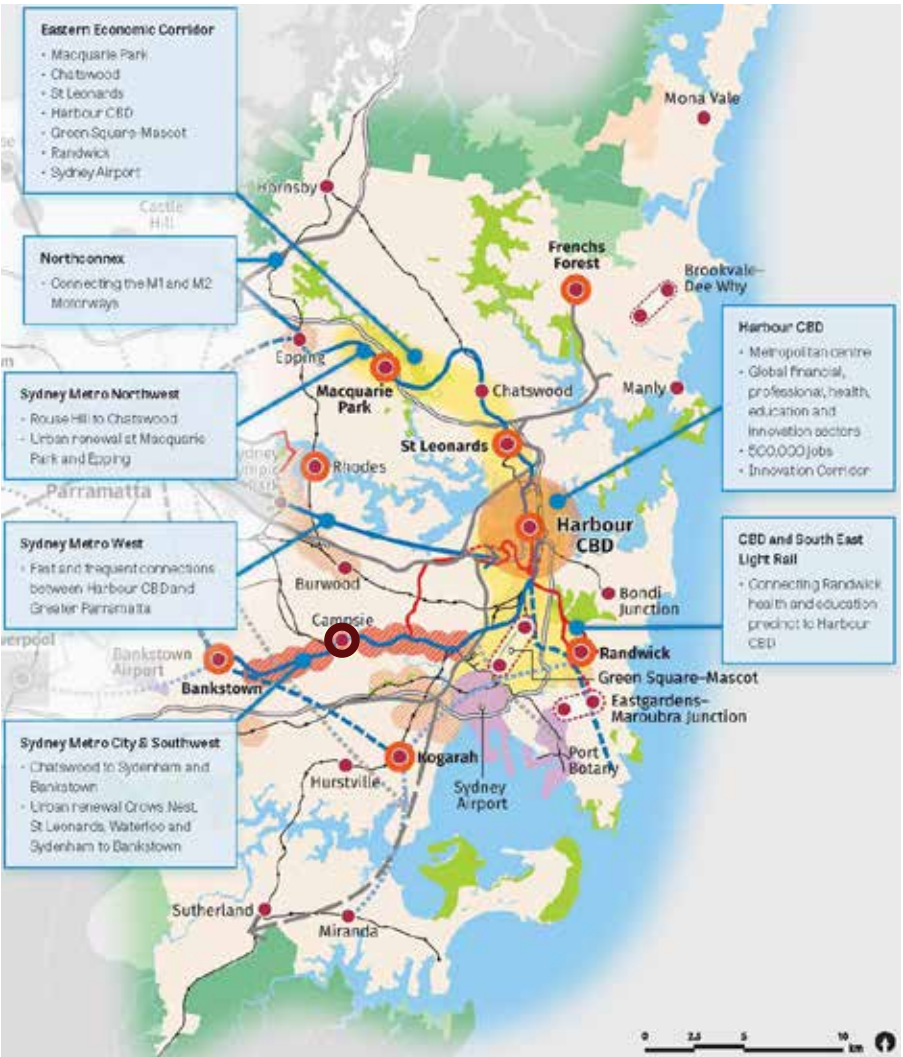 Eastern Economic Corridor
• Macquarie Park
• Chatswood
• St Leonards
• Harbour CBD
• Green Square-Mascot
• Randwick
• Sydney Airport
Mona Vale
Hornsby
Castle
Hill
Northconnex
• Connecting the M1 and M2
Motorways
Frenchs
Forest
Brookvale–
Dee Why
Harbour CBD
• Metropolitan centre
• Global financial,
professional, health,
education and
innovation sectors
• 500,000 jobs
• Innovation Corridor
Epping
Macquarie
Park
Chatswood
Manly
Sydney Metro Northwest
• Rouse Hill to Chatswood
• Urban renewal at Macquarie
Park and Epping
St Leonards
Rhodes
Parramatta
Harbour
CBD
Sydney Metro West
• Fast and frequent connections
between Harbour CBD and
Greater Parramatta
CBD and South East
Light Rail
• Connecting Randwick
health and education
precinct to Harbour
CBD
Burwood
Bondi
Junction
Campsie
verpool
Bankstown
Airport
Bankstown
Randwick
Green Square–Mascot
Eastgardens–
Maroubra Junction
Sydney Metro City & Southwest
• Chatswood to Sydenham and
Bankstown
• Urban renewal Crows Nest,
St Leonards, Waterloo and
Sydenham to Bankstown
Kogarah
Hurstville
Port
Botany
Sydney
Airport
Sutherland
Miranda
0 2.5 5 10
km